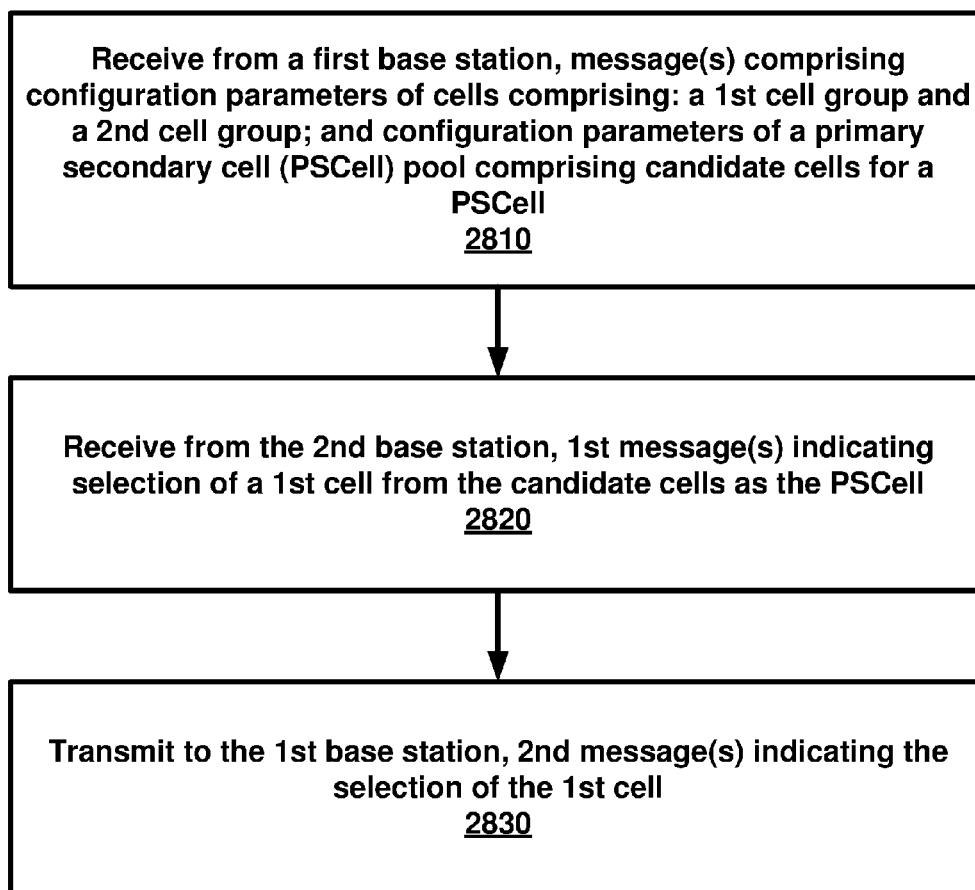 Receive from a first base station, message(s) comprising
configuration parameters of cells comprising: a 1st cell group and
a 2nd cell group; and configuration parameters of a primary
secondary cell (PSCell) pool comprising candidate cells for a
PSCell
2810
Receive from the 2nd base station, 1st message(s) indicating
selection of a 1st cell from the candidate cells as the PSCell
2820
Transmit to the 1st base station, 2nd message(s) indicating the
selection of the 1st cell
2830